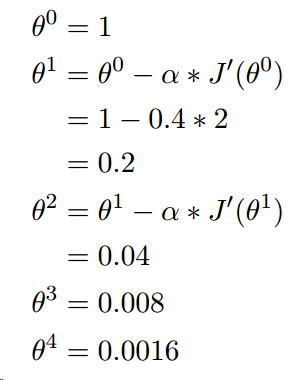 θ⁰ = 1
θ¹ = θ⁰ − α * J′(θ⁰)
= 1 − 0.4 * 2
= 0.2
θ² = θ¹ − α * J′(θ¹)
= 0.04
θ³ = 0.008
θ⁴ = 0.0016